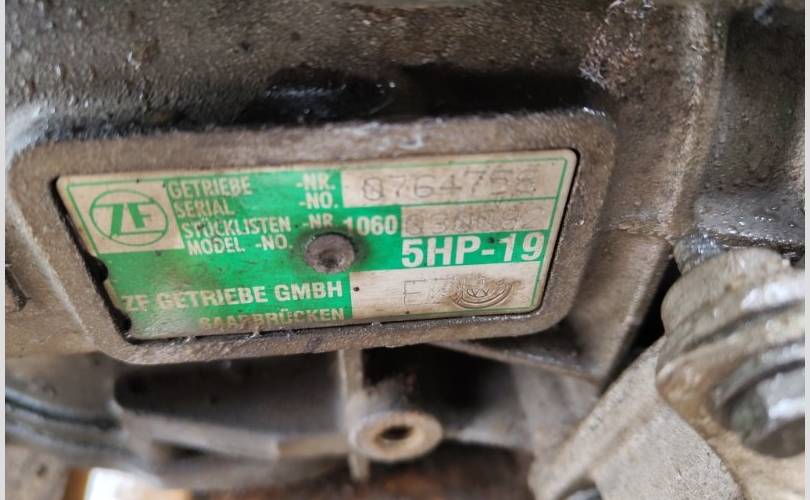 ZF
GETRIEBE -NR.
SERIAL -NO.
STÜCKLISTEN -NR. 1060
MODEL -NO.
5HP-19
ZF GETRIEBE GMBH
SAARBRÜCKEN